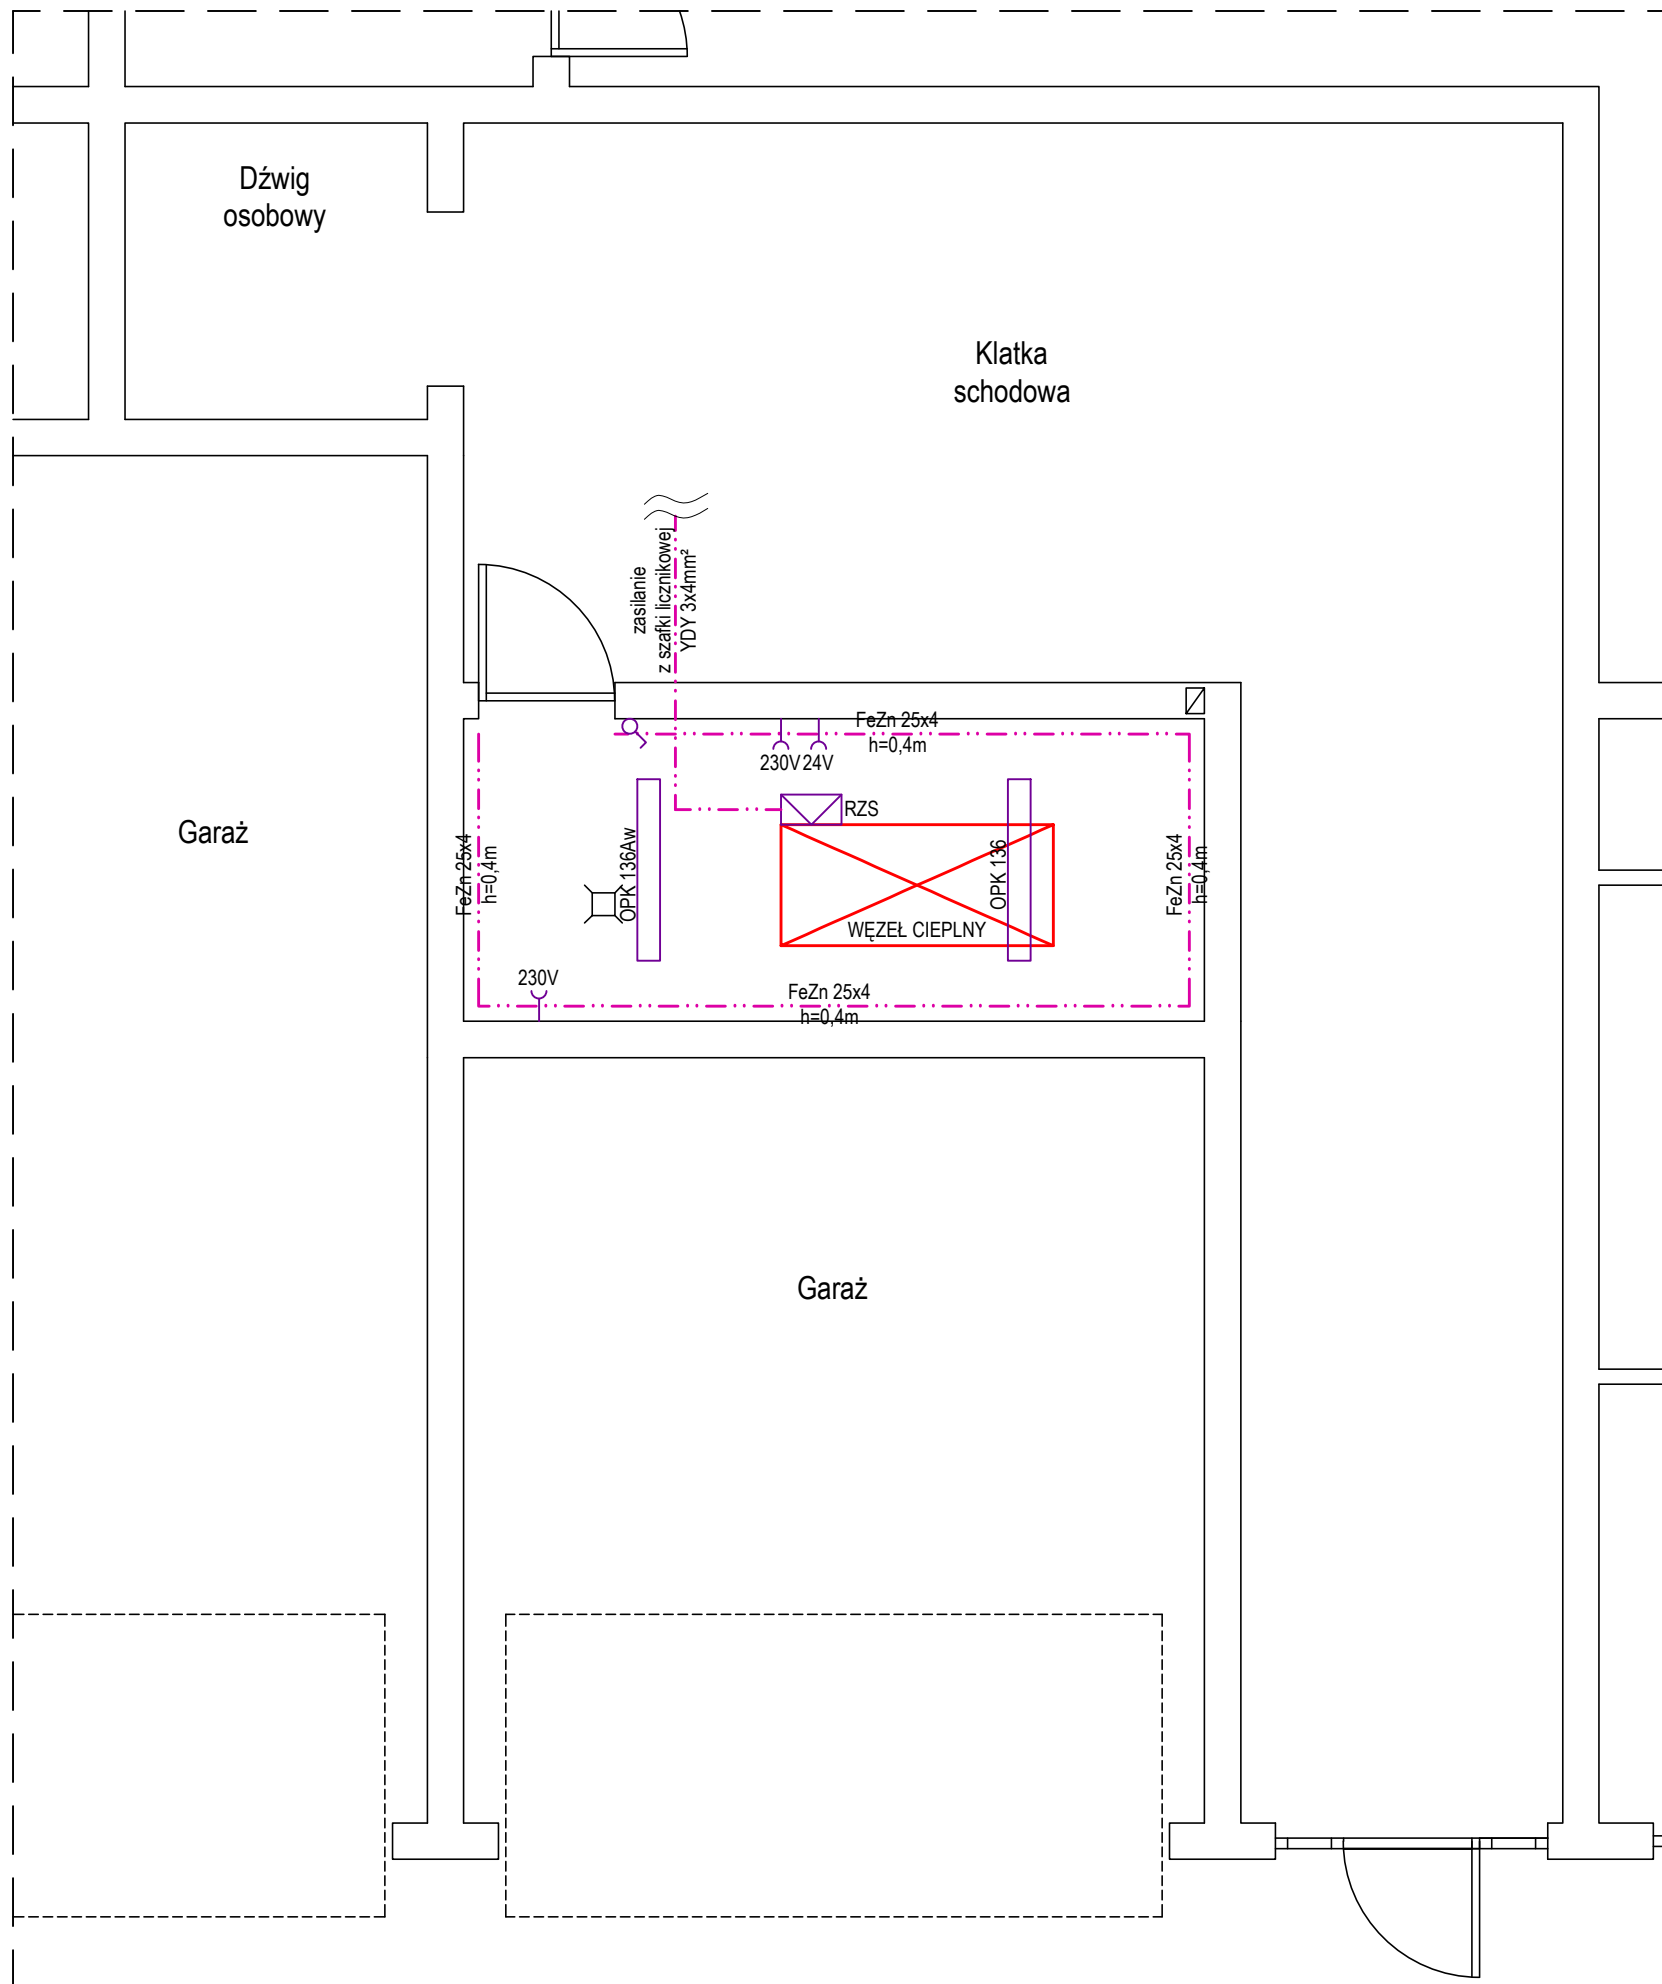 Dźwig
osobowy
Klatka
schodowa
zasilanie
z szafki licznikowej
YDY 3x4mm²
FeZn 25x4
h=0,4m
230V
24V
RZS
Garaż
FeZn 25x4
h=0,4m
OPK 136Aw
OPK 136
WĘZEŁ CIEPLNY
FeZn 25x4
h=0,4m
230V
FeZn 25x4
h=0,4m
Garaż